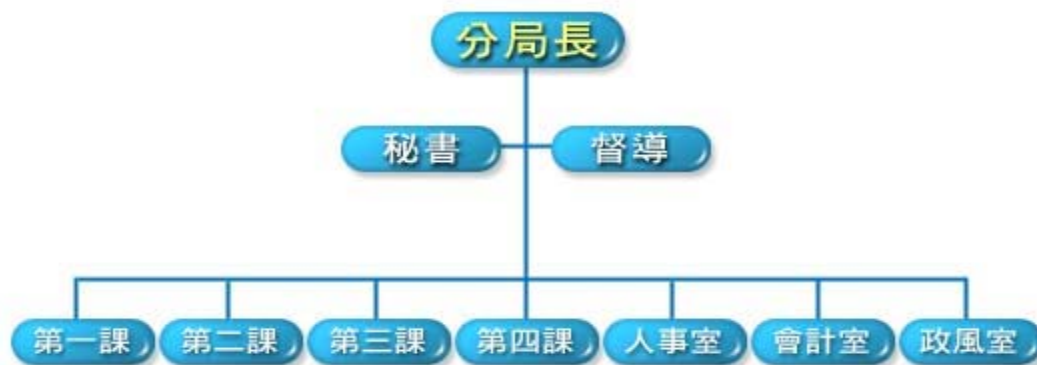 分局長
秘書 督導
第一課 第二課 第三課 第四課 人事室 會計室 政風室